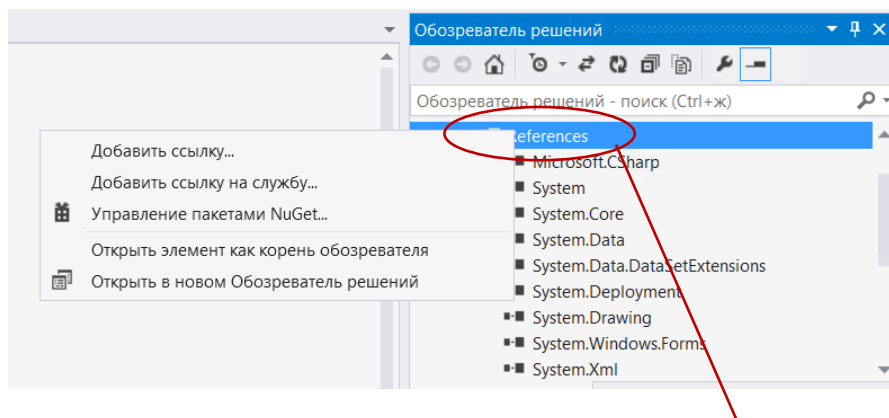 Обозреватель решений
Обозреватель решений - поиск (Ctrl+ж)
References
Microsoft.CSharp
System
System.Core
System.Data
System.Data.DataSetExtensions
System.Deployment
System.Drawing
System.Windows.Forms
System.Xml
Добавить ссылку...
Добавить ссылку на службу...
Управление пакетами NuGet...
Открыть элемент как корень обозревателя
Открыть в новом Обозреватель решений